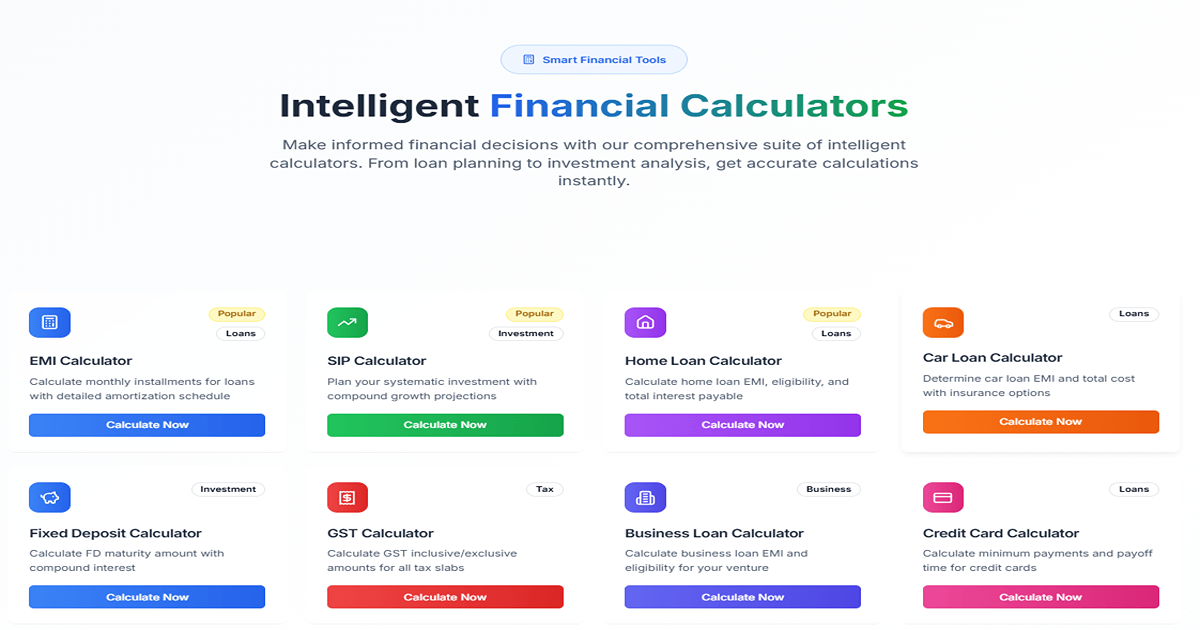 Smart Financial Tools
Intelligent Financial Calculators
Make informed financial decisions with our comprehensive suite of intelligent
calculators. From loan planning to investment analysis, get accurate calculations
instantly.
Popular
Loans
EMI Calculator
Calculate monthly installments for loans
with detailed amortization schedule
Calculate Now
Popular
Investment
SIP Calculator
Plan your systematic investment with
compound growth projections
Calculate Now
Popular
Loans
Home Loan Calculator
Calculate home loan EMI, eligibility, and
total interest payable
Calculate Now
Loans
Car Loan Calculator
Determine car loan EMI and total cost
with insurance options
Calculate Now
Investment
Fixed Deposit Calculator
Calculate FD maturity amount with
compound interest
Calculate Now
Tax
GST Calculator
Calculate GST inclusive/exclusive
amounts for all tax slabs
Calculate Now
Business
Business Loan Calculator
Calculate business loan EMI and
eligibility for your venture
Calculate Now
Loans
Credit Card Calculator
Calculate minimum payments and payoff
time for credit cards
Calculate Now